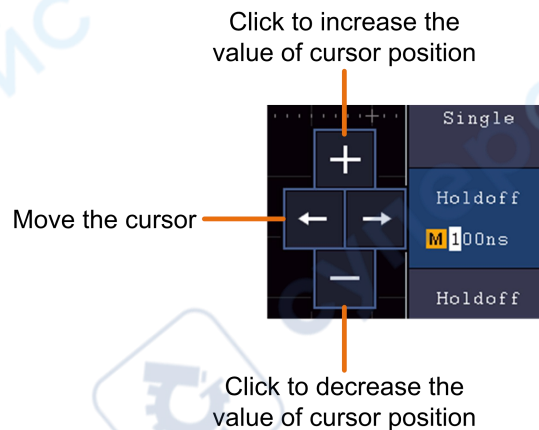 Click to increase the
value of cursor position
Single
+
Move the cursor
← →
Holdoff
M 100ns
−
Holdoff
Click to decrease the
value of cursor position